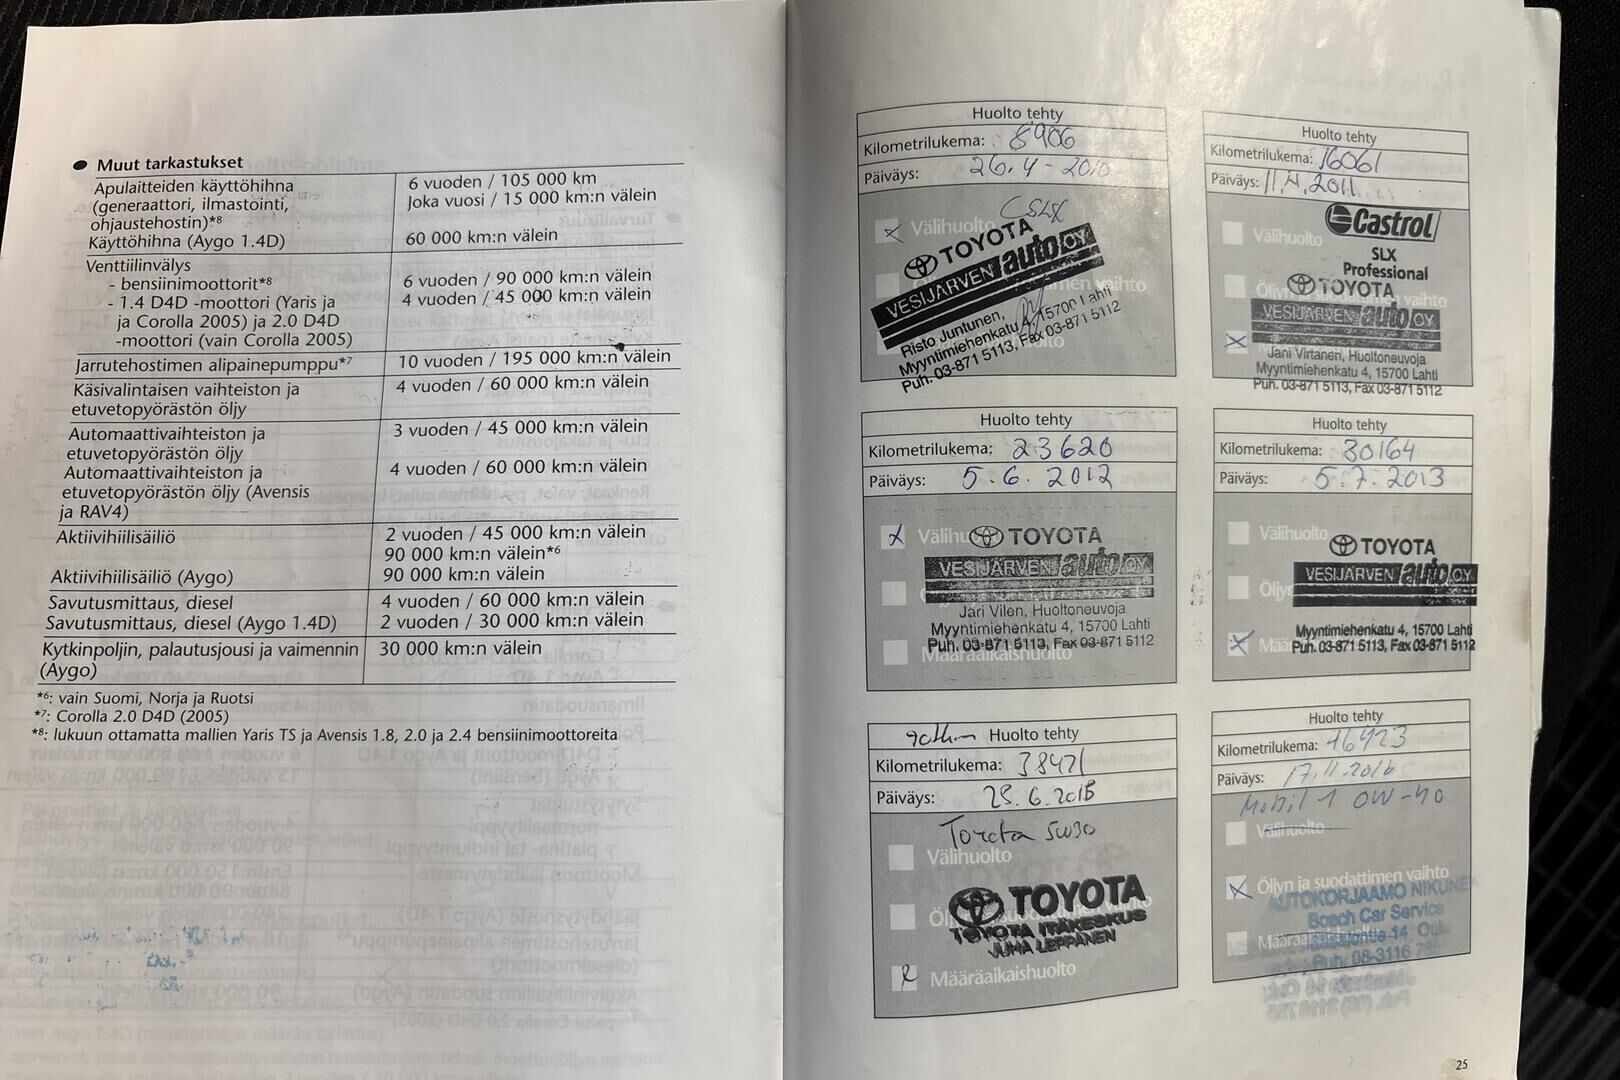 ● Muut tarkastukset
Apulaitteiden käyttöhihna
(generaattori, ilmastointi,
ohjaustehostin)*8
6 vuoden / 105 000 km
Joka vuosi / 15 000 km:n välein
Käyttöhihna (Aygo 1.4D)
60 000 km:n välein
Venttiilinvälys
- bensiinimoottorit*8
6 vuoden / 90 000 km:n välein
- 1.4 D4D -moottori (Yaris ja
4 vuoden / 45 000 km:n välein
ja Corolla 2005) ja 2.0 D4D
-moottori (vain Corolla 2005)
Jarrutehostimen alipainepumppu*7
10 vuoden / 195 000 km:n välein
Käsivalintaisen vaihteiston ja
etuvetopyörästön öljy
4 vuoden / 60 000 km:n välein
Automaattivaihteiston ja
etuvetopyörästön öljy
3 vuoden / 45 000 km:n välein
Automaattivaihteiston ja
etuvetopyörästön öljy (Avensis
ja RAV4)
4 vuoden / 60 000 km:n välein
Aktiivihiilisäiliö
2 vuoden / 45 000 km:n välein
90 000 km:n välein*6
Aktiivihiilisäiliö (Aygo)
90 000 km:n välein
Savutusmittaus, diesel
4 vuoden / 60 000 km:n välein
Savutusmittaus, diesel (Aygo 1.4D)
2 vuoden / 30 000 km:n välein
Kytkinpoljin, palautusjousi ja vaimennin
(Aygo)
30 000 km:n välein
*6: vain Suomi, Norja ja Ruotsi
*7: Corolla 2.0 D4D (2005)
*8: lukuun ottamatta mallien Yaris TS ja Avensis 1.8, 2.0 ja 2.4 bensiinimoottoreita
Huolto tehty
Kilometrilukema: 8906
Päiväys: 26.4-2010
CSLX
Välihuolto
TOYOTA
VESIJÄRVEN auto OY
Risto Juntunen,
Myyntimiehenkatu 4, 15700 Lahti
Puh. 03-871 5113, Fax 03-871 5112
Huolto tehty
Kilometrilukema: 16061
Päiväys: 11.4.2011
Castrol
SLX
Professional
Välihuolto
TOYOTA
VESIJÄRVEN auto OY
Jani Virtanen, Huoltoneuvoja
Myyntimiehenkatu 4, 15700 Lahti
Puh. 03-871 5113, Fax 03-871 5112
Huolto tehty
Kilometrilukema: 23620
Päiväys: 5.6.2012
TOYOTA
VESIJÄRVEN auto OY
Jari Vilen, Huoltoneuvoja
Myyntimiehenkatu 4, 15700 Lahti
Puh. 03-871 5113, Fax 03-871 5112
Määräaikaishuolto
Huolto tehty
Kilometrilukema: 30164
Päiväys: 5.7.2013
Välihuolto
TOYOTA
VESIJÄRVEN auto OY
Myyntimiehenkatu 4, 15700 Lahti
Puh. 03-871 5113, Fax 03-871 5112
Huolto tehty
Kilometrilukema: 38421
Päiväys: 25.6.2015
Toyota 5W30
Välihuolto
TOYOTA
TOYOTA ITÄKESKUS
JUHA LEPPÄNEN
Määräaikaishuolto
Huolto tehty
Kilometrilukema: 46923
Päiväys: 17.11.2016
Mobil 1 0W-40
Välihuolto
Öljyn ja suodattimen vaihto
AUTOKORJAAMO NIKUNEN
Bosch Car Service
Puh. 08-3116
25